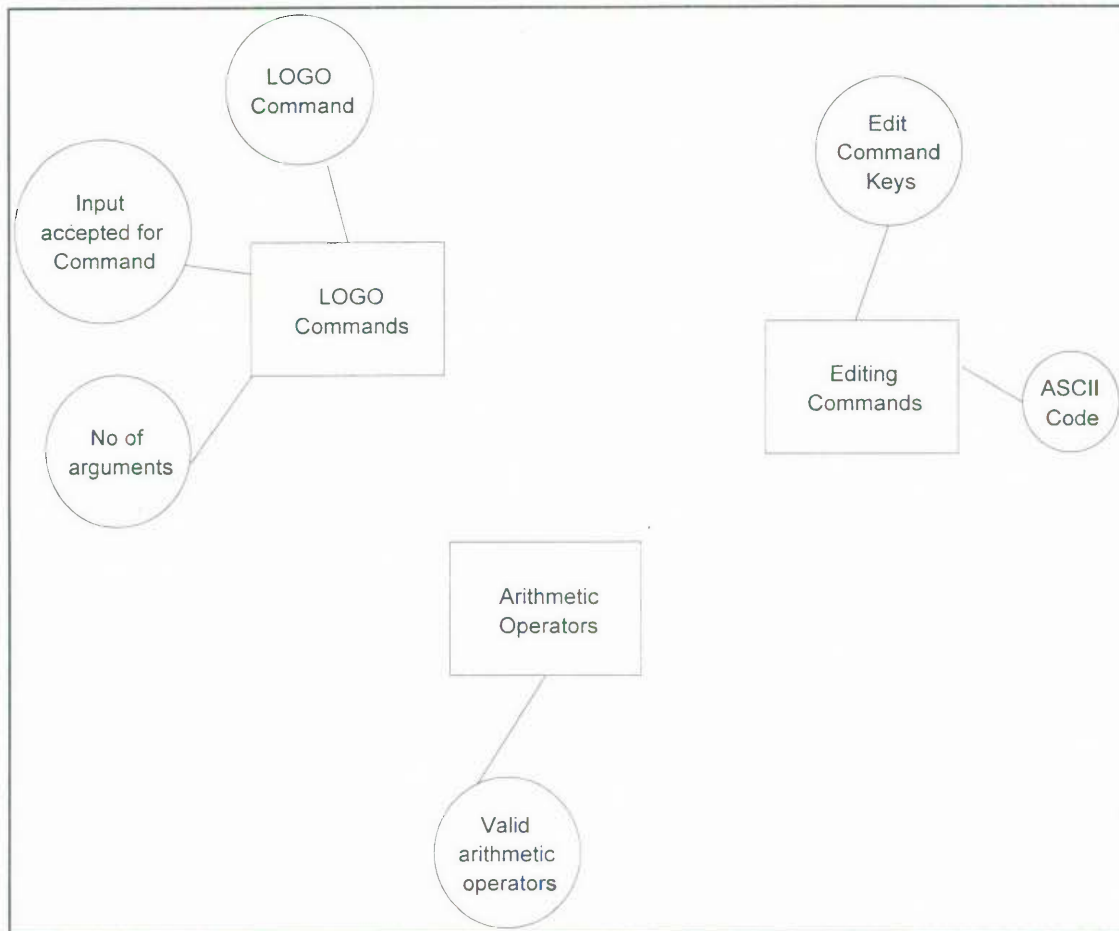 LOGO
Command
Input
accepted for
Command
LOGO
Commands
No of
arguments
Edit
Command
Keys
Editing
Commands
ASCII
Code
Arithmetic
Operators
Valid
arithmetic
operators